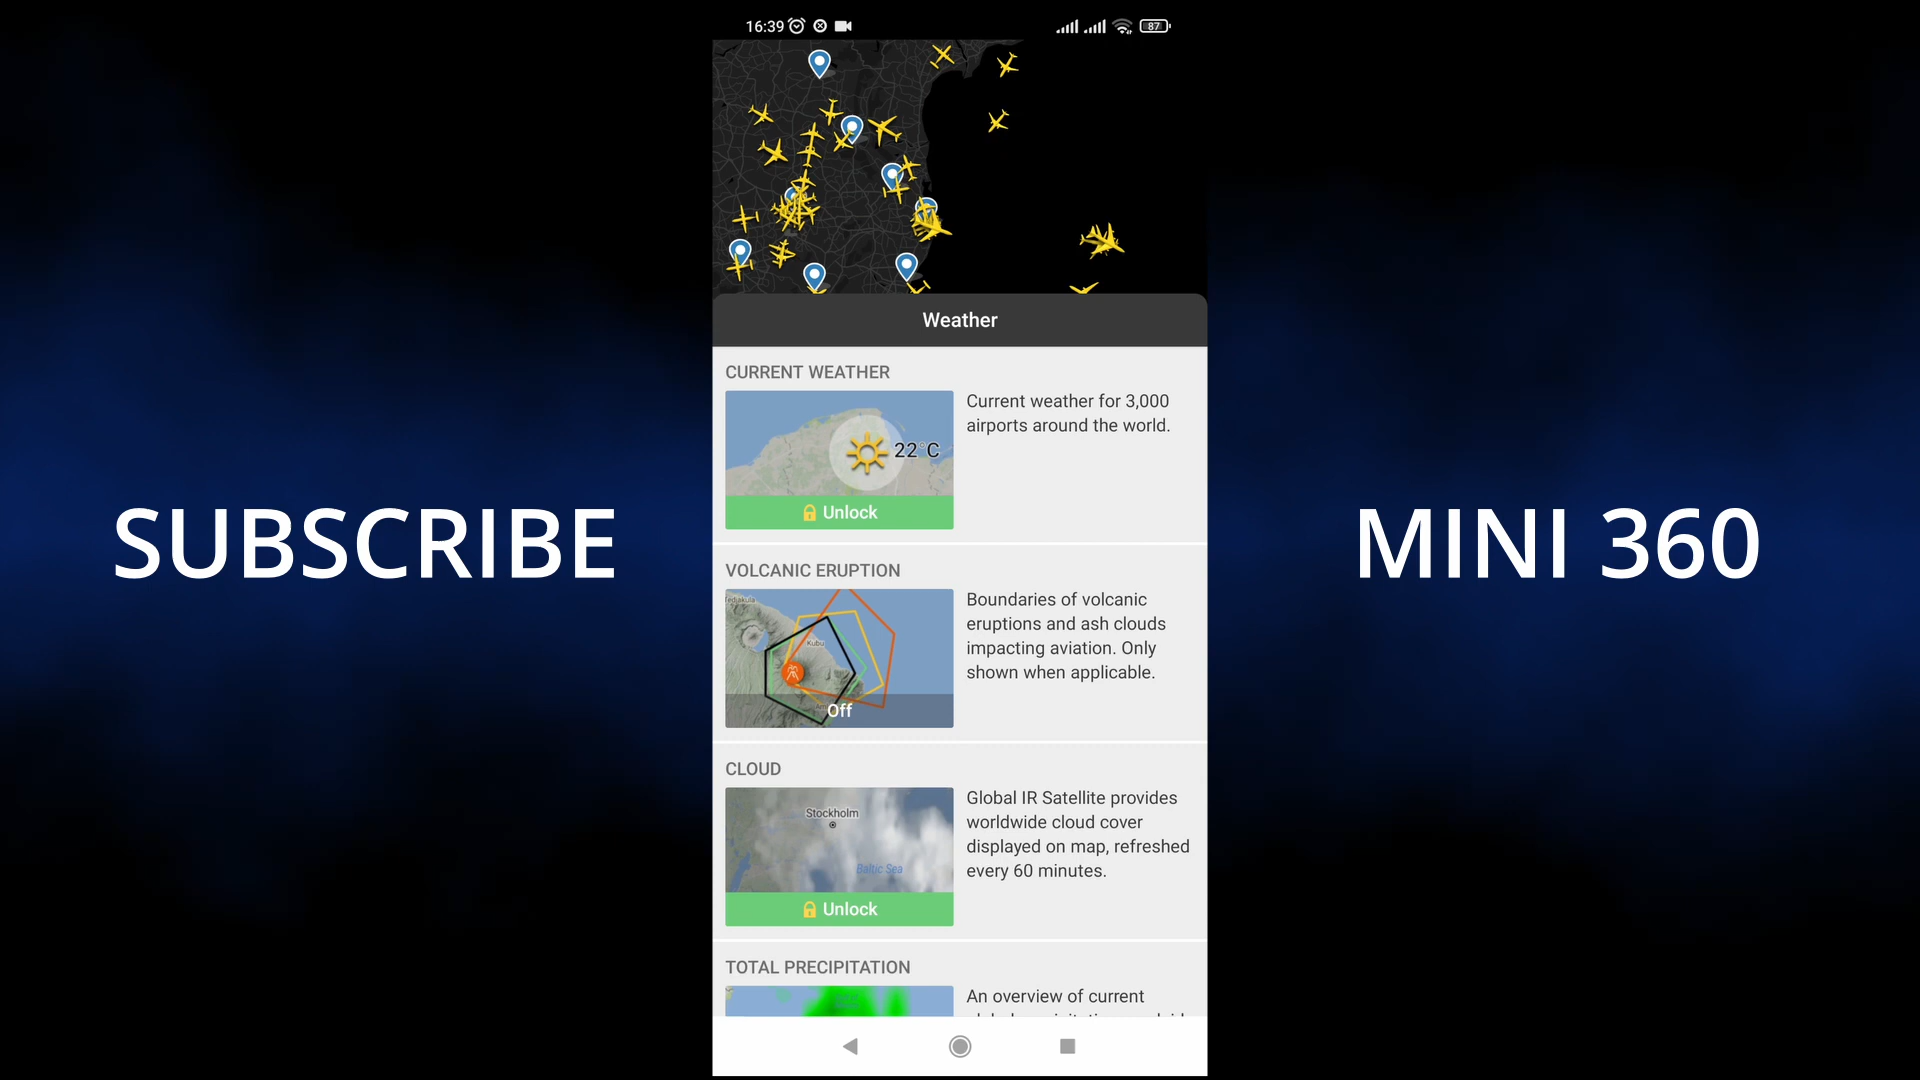 16:39
87
Weather
CURRENT WEATHER
22°C
Unlock
Current weather for 3,000
airports around the world.
VOLCANIC ERUPTION
Tedjakula
Kubu
Off
Boundaries of volcanic
eruptions and ash clouds
impacting aviation. Only
shown when applicable.
CLOUD
Stockholm
Baltic Sea
Unlock
Global IR Satellite provides
worldwide cloud cover
displayed on map, refreshed
every 60 minutes.
TOTAL PRECIPITATION
An overview of current
SUBSCRIBE
MINI 360